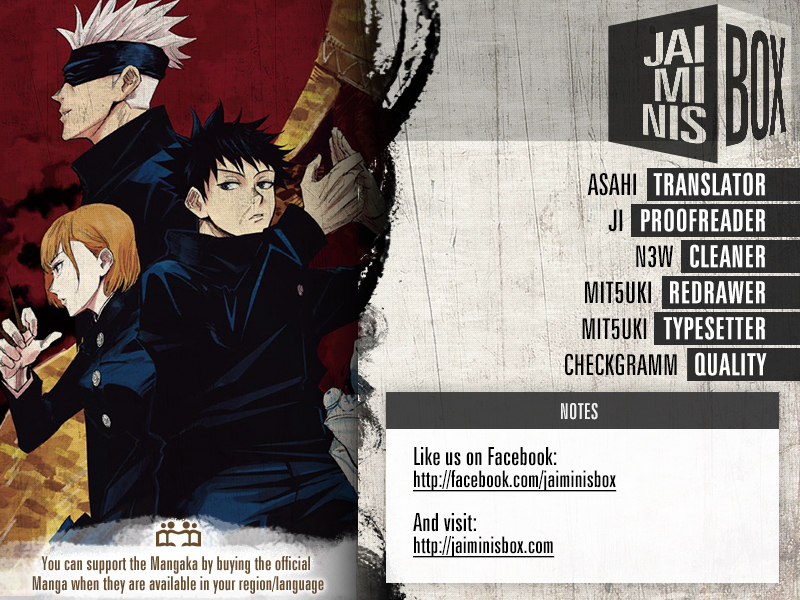 JAI
MI
NIS
BOX
ASAHI TRANSLATOR
JI PROOFREADER
N3W CLEANER
MIT5UKI REDRAWER
MIT5UKI TYPESETTER
CHECKGRAMM QUALITY
NOTES
Like us on Facebook:
http://facebook.com/jaiminisbox
And visit:
http://jaiminisbox.com
You can support the Mangaka by buying the official
Manga when they are available in your region/language